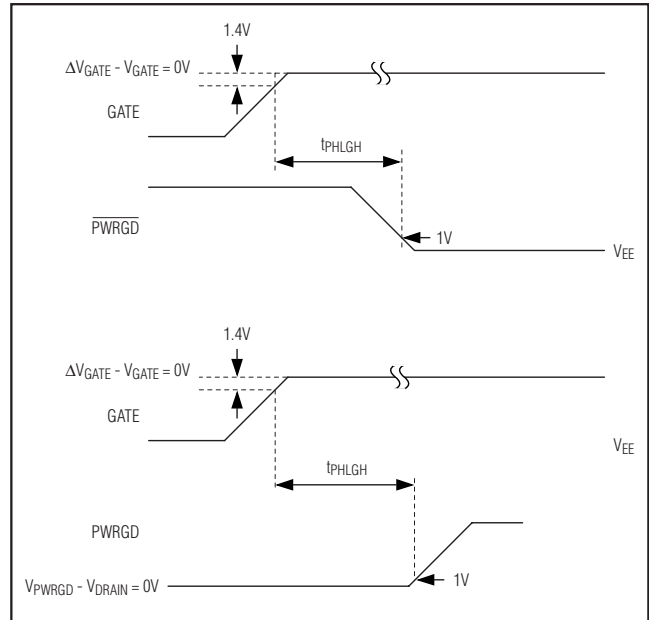 1.4V
ΔVGATE - VGATE = 0V
GATE
tPHLGH
PWRGD
1V
VEE
1.4V
ΔVGATE - VGATE = 0V
GATE
VEE
tPHLGH
PWRGD
VPWRGD - VDRAIN = 0V
1V